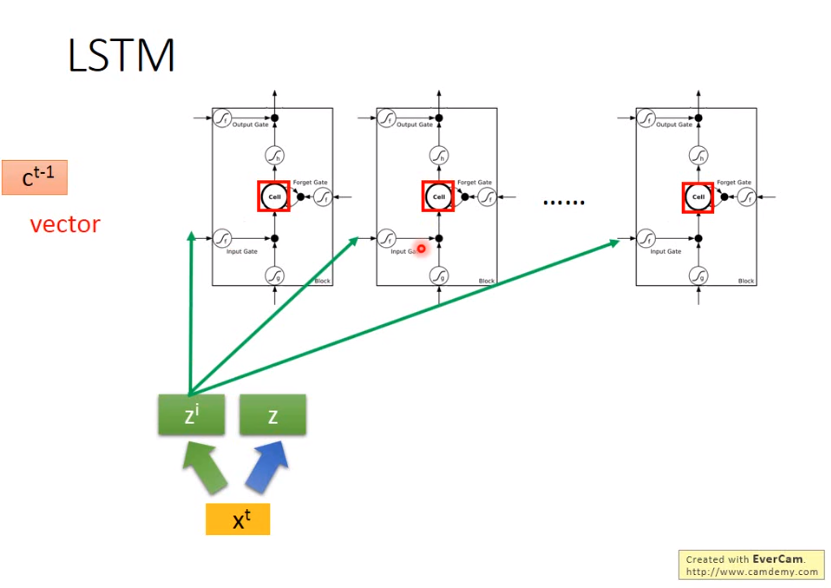 LSTM
c^t-1
vector
Output Gate
Output Gate
Output Gate
f
f
f
h
h
h
Forget Gate
Forget Gate
Forget Gate
Cell
Cell
Cell
f
f
f
......
f
f
f
Input Gate
Input Ga
Input Gate
g
g
g
Block
Block
Block
z^i
z
x^t
Created with EverCam.
http://www.camdemy.com